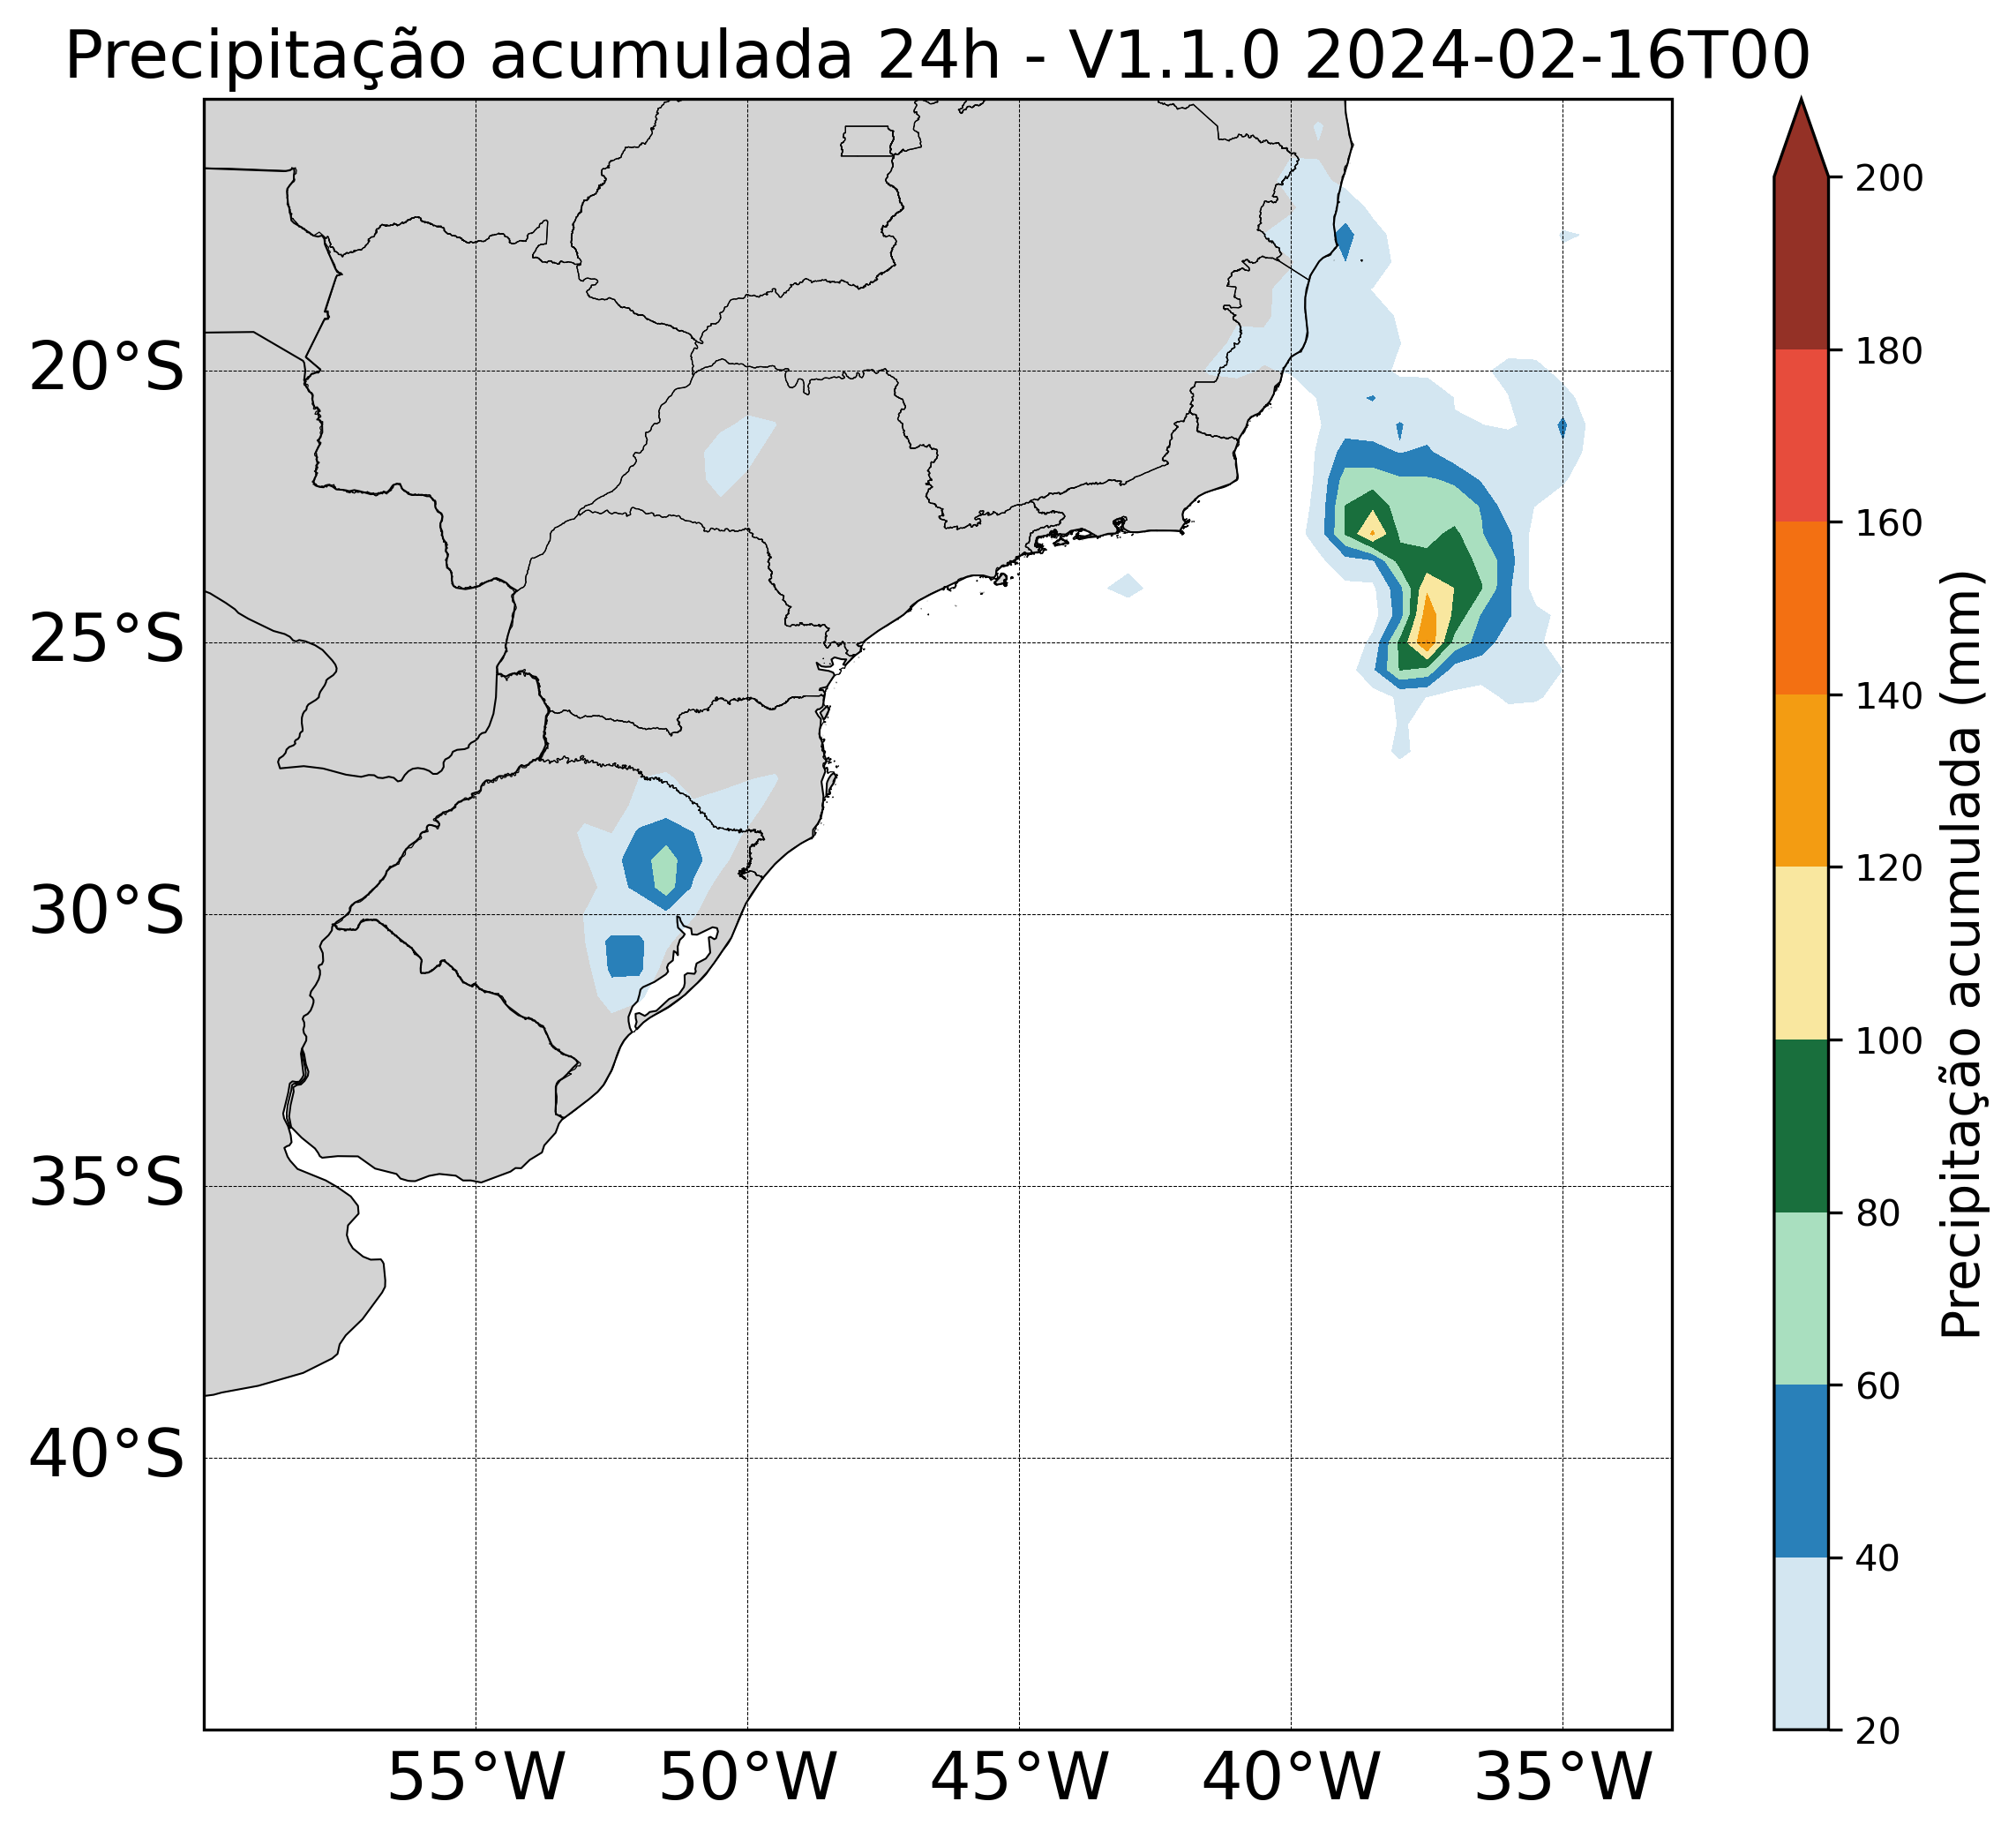 Precipitação acumulada 24h - V1.1.0 2024-02-16T00
20°S
25°S
30°S
35°S
40°S
55°W
50°W
45°W
40°W
35°W
200
180
160
140
120
100
80
60
40
20
Precipitação acumulada (mm)